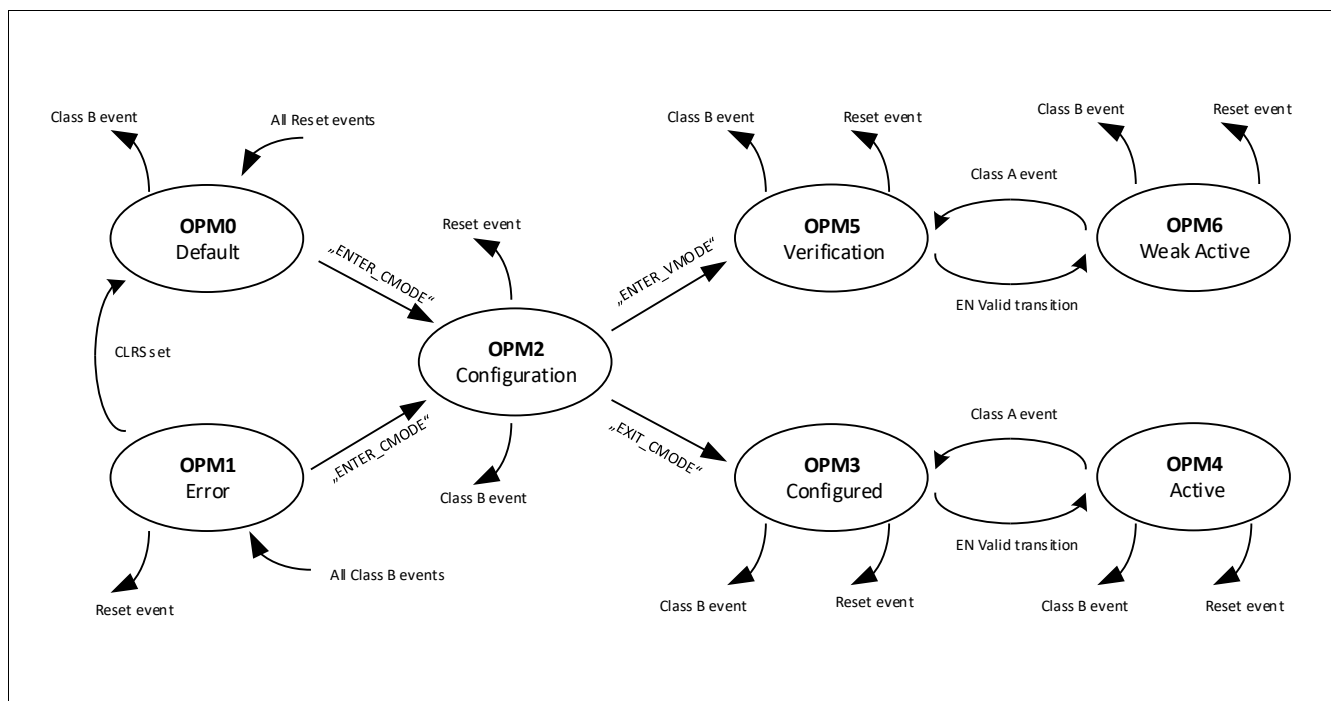 Class B event
All Reset events
OPM0
Default
„ENTER_CMODE“
CLRS set
OPM1
Error
„ENTER_CMODE“
Reset event
All Class B events
Reset event
OPM2
Configuration
Class B event
„ENTER_VMODE“
„EXIT_CMODE“
Class B event
Reset event
OPM5
Verification
Class A event
EN Valid transition
Class B event
Reset event
OPM6
Weak Active
OPM3
Configured
Class B event
Reset event
Class A event
EN Valid transition
OPM4
Active
Class B event
Reset event